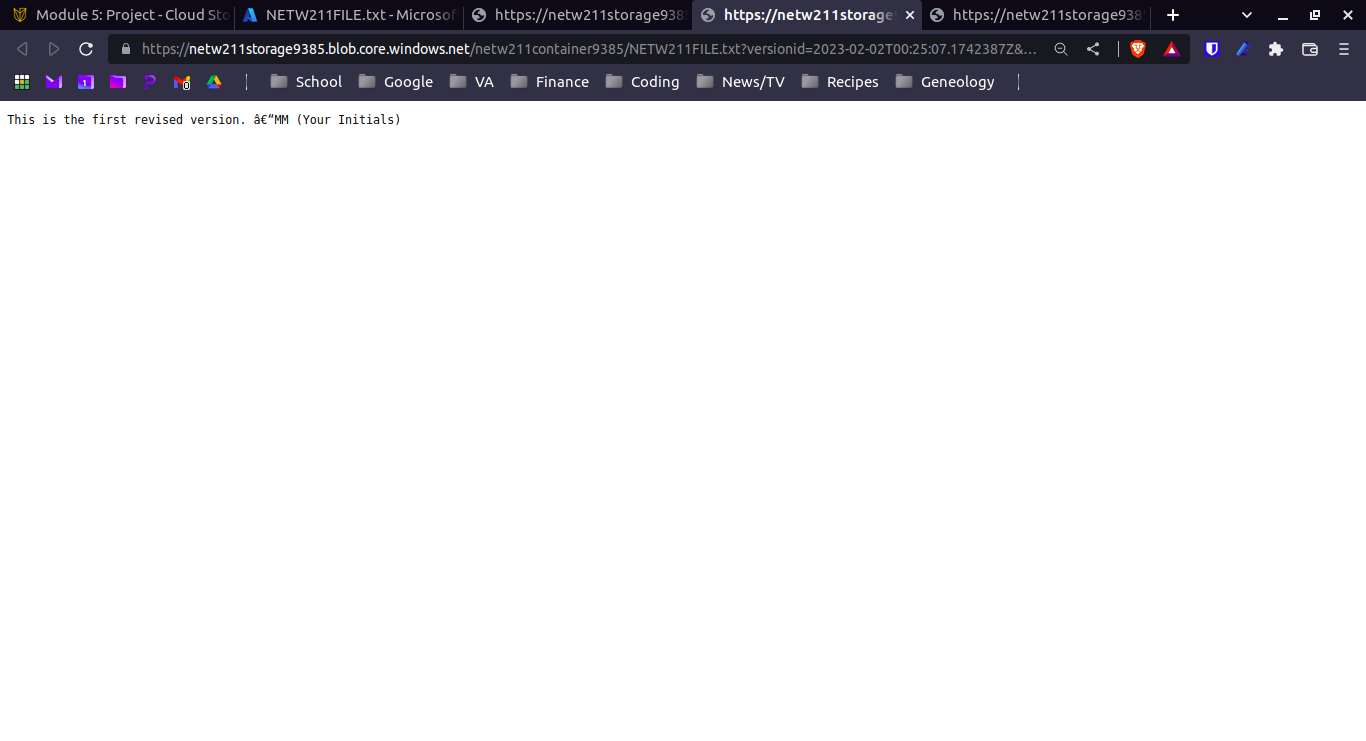 Module 5: Project - Cloud Sto
NETW211FILE.txt - Microsof
https://netw211storage9385
https://netw211storage
https://netw211storage9385
https://netw211storage9385.blob.core.windows.net/netw211container9385/NETW211FILE.txt?versionid=2023-02-02T00:25:07.1742387Z&...
School
Google
VA
Finance
Coding
News/TV
Recipes
Geneology
This is the first revised version. â€“MM (Your Initials)